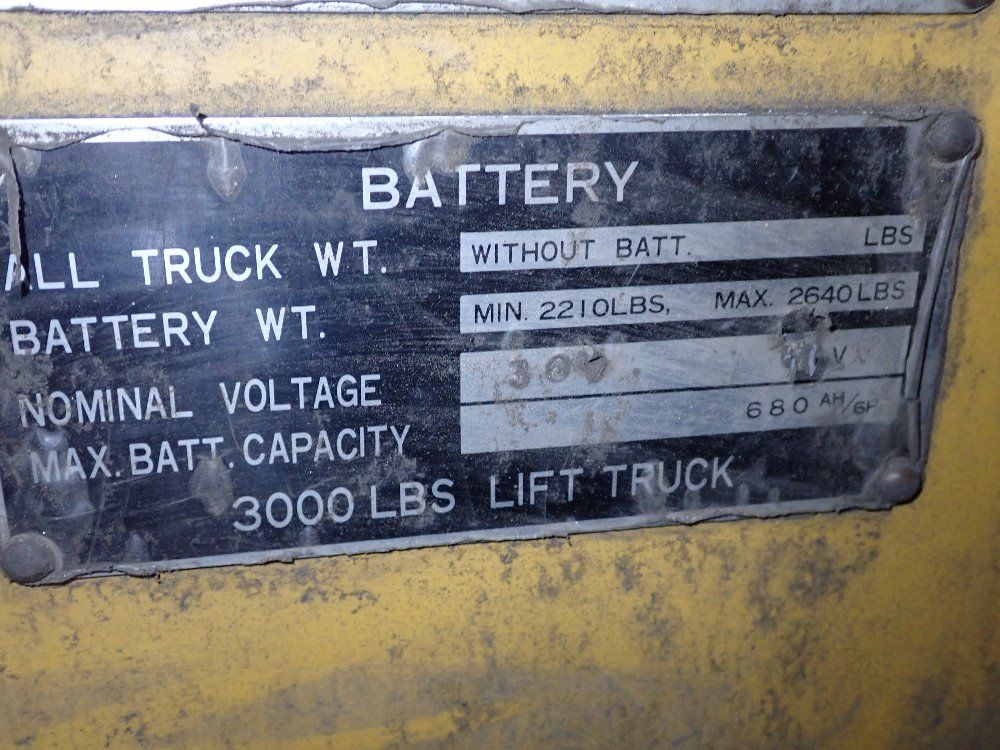 BATTERY
ALL TRUCK WT. WITHOUT BATT. LBS
BATTERY WT. MIN. 2210LBS, MAX. 2640LBS
NOMINAL VOLTAGE V
MAX. BATT. CAPACITY 680 AH/6P
3000 LBS LIFT TRUCK